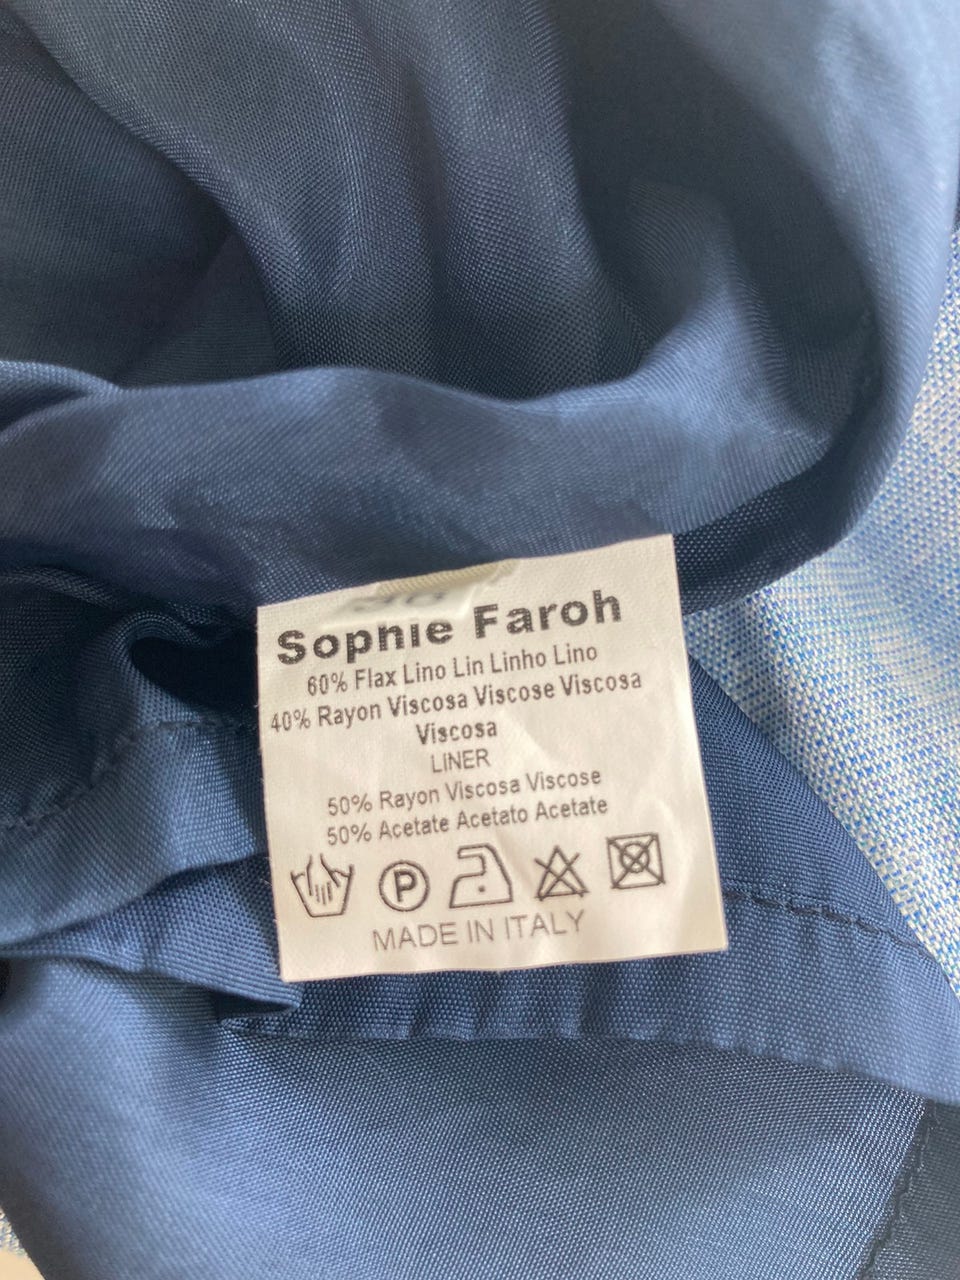 Sophie Faroh
60% Flax Lino Lin Linho Lino
40% Rayon Viscosa Viscose Viscosa
Viscosa
LINER
50% Rayon Viscosa Viscose
50% Acetate Acetato Acetate
P
MADE IN ITALY